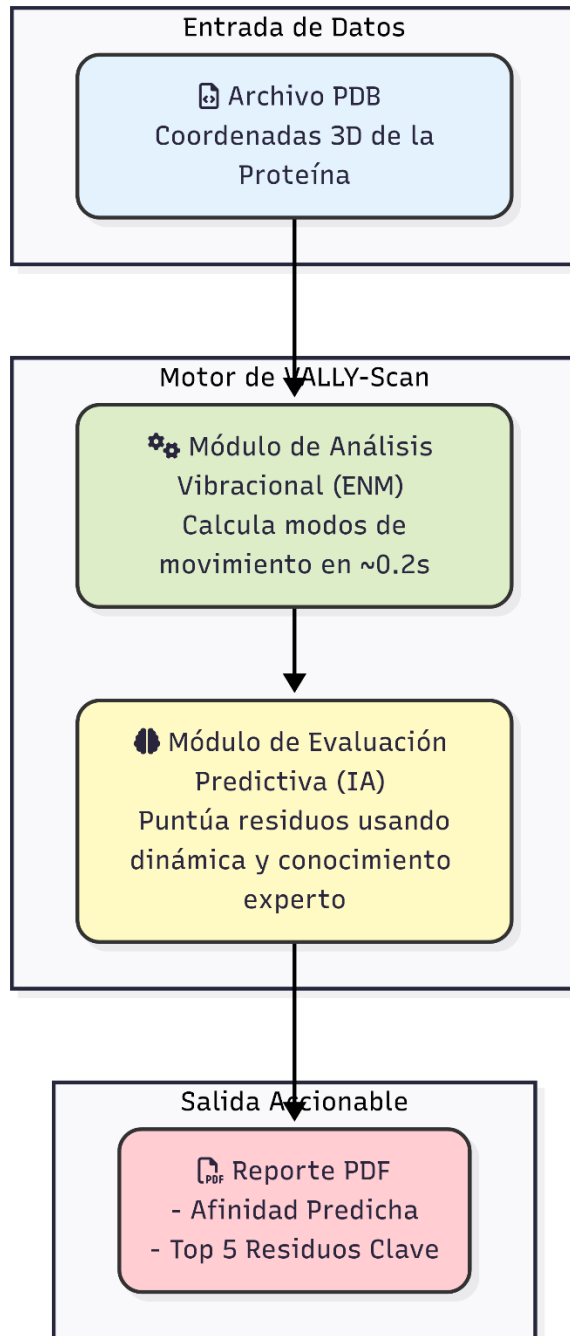 Entrada de Datos
Archivo PDB
Coordenadas 3D de la
Proteína
Motor de VALLY-Scan
Módulo de Análisis
Vibracional (ENM)
Calcula modos de
movimiento en ~0.2s
Módulo de Evaluación
Predictiva (IA)
Puntúa residuos usando
dinámica y conocimiento
experto
Salida Accionable
PDF Reporte PDF
- Afinidad Predicha
- Top 5 Residuos Clave